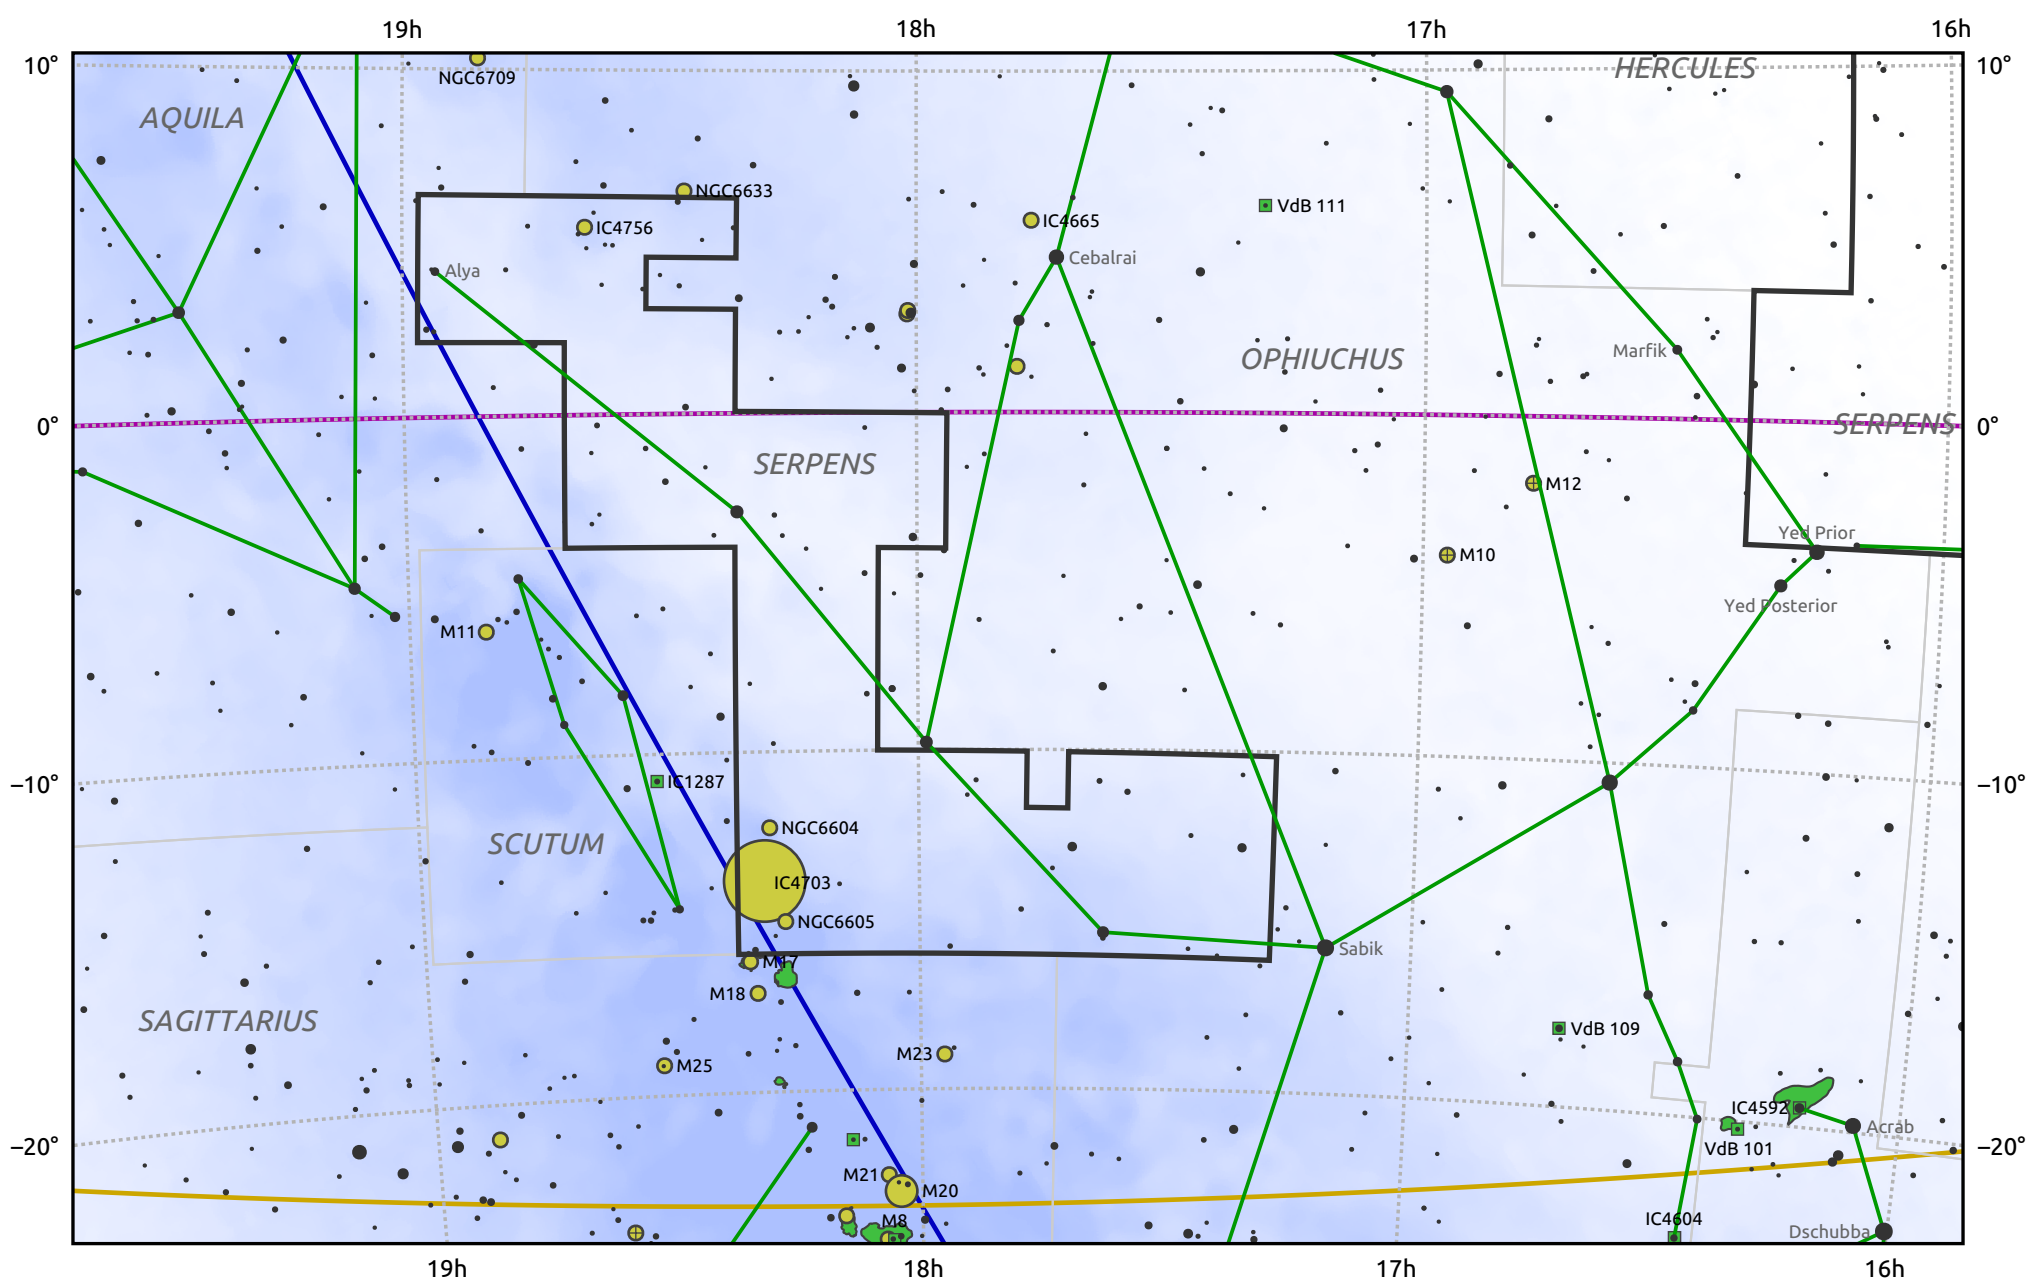 19h 18h 17h 16h
10° NGC6709 HERCULES 10°
AQUILA
NGC6633 VdB 111
IC4756 IC4665
Alya Cebalrai
OPHIUCHUS Marfik
0° SERPENS 0°
SERPENS
M12
Yed Prior
M10
Yed Posterior
M11
−10° IC1287 −10°
SCUTUM NGC6604
IC4703
NGC6605
Sabik
M17
M18
SAGITTARIUS VdB 109
M23
M25
IC4592
Acrab
−20° VdB 101 −20°
M21
M20
M8 IC4604
Dschubba
19h 18h 17h 16h